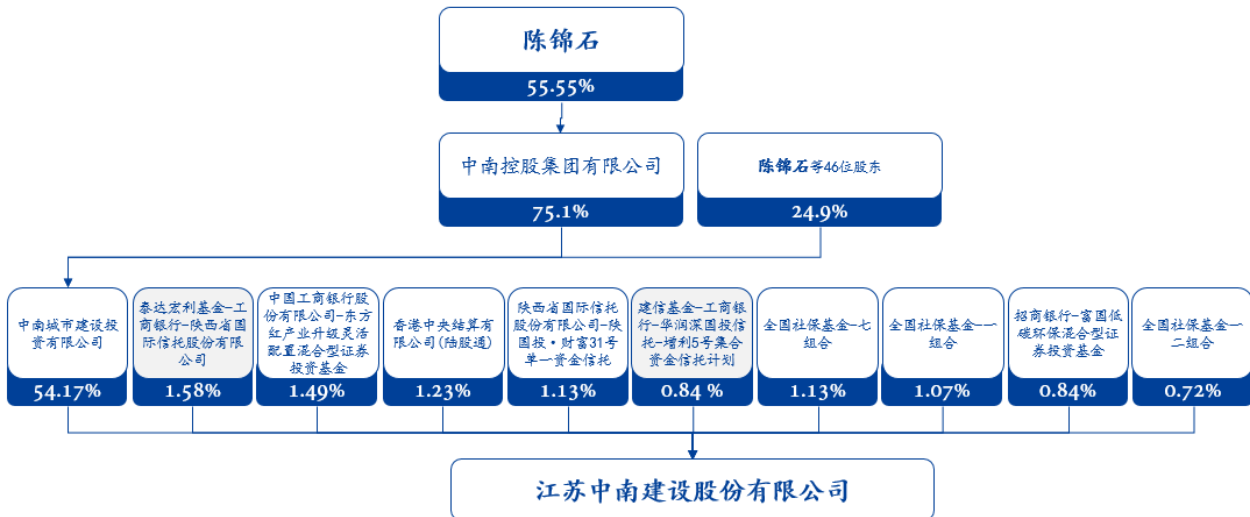 陈锦石
55.55%
中南控股集团有限公司
75.1%
陈锦石等46位股东
24.9%
中南城市建设投
资有限公司
54.17%
泰达宏利基金-工
商银行-陕西省国
际信托股份有限公
司
1.58%
中国工商银行股
份有限公司-东方
红产业升级灵活
配置混合型证券
投资基金
1.49%
香港中央结算有
限公司(陆股通)
1.23%
陕西省国际信托
股份有限公司-陕
国投·财富31号
单一资金信托
1.13%
建信基金-工商银
行-华润深国投信
托-增利5号集合
资金信托计划
0.84 %
全国社保基金-七
组合
1.13%
全国社保基金-一
组合
1.07%
招商银行-富国低
碳环保混合型证
券投资基金
0.84%
全国社保基金一一
二组合
0.72%
江苏中南建设股份有限公司